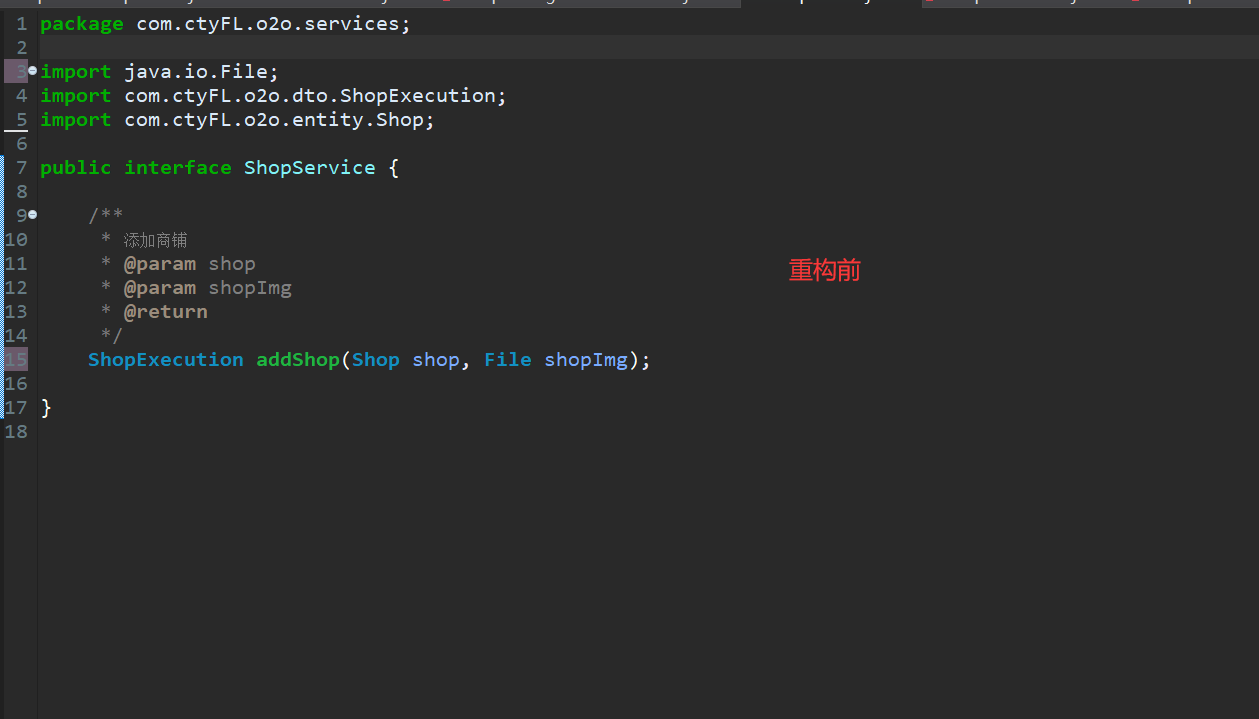 1 package com.ctyFL.o2o.services;
2
3 import java.io.File;
4 import com.ctyFL.o2o.dto.ShopExecution;
5 import com.ctyFL.o2o.entity.Shop;
6
7 public interface ShopService {
8
9 /**
10 * 添加商铺
11 * @param shop
12 * @param shopImg
13 * @return
14 */
15 ShopExecution addShop(Shop shop, File shopImg);
16
17 }
18
重构前